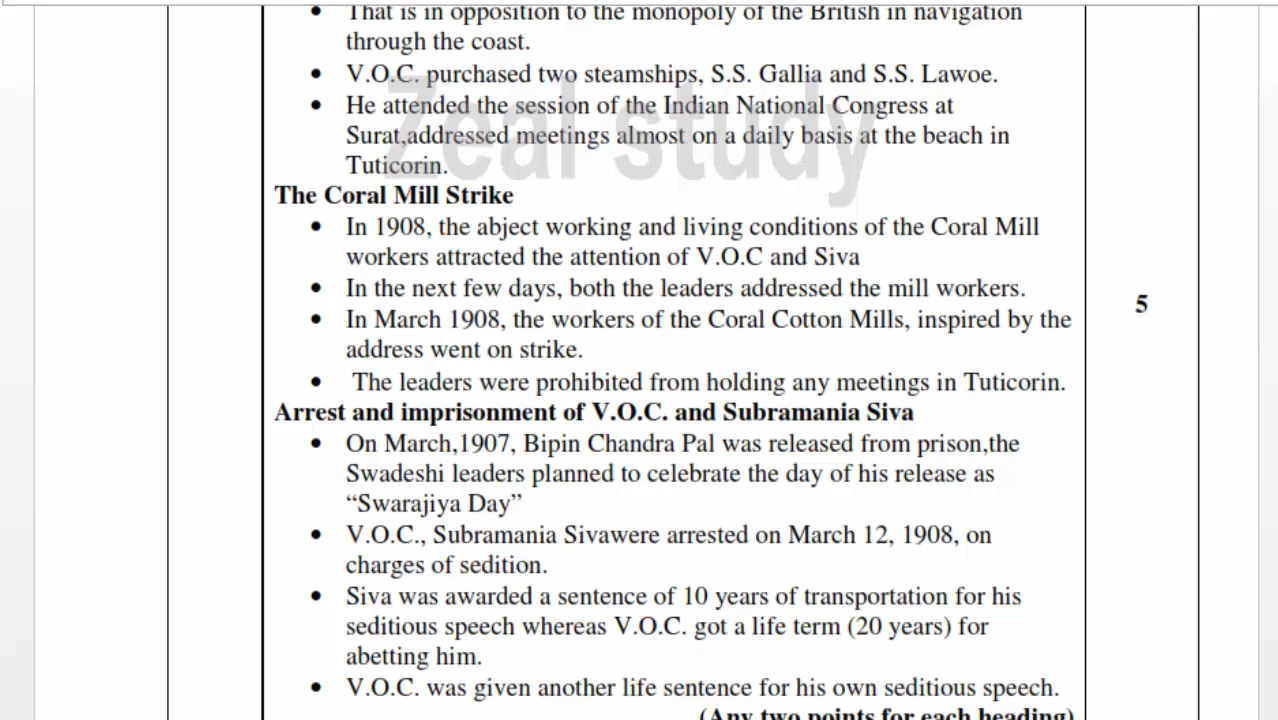 • That is in opposition to the monopoly of the British in navigation
through the coast.
• V.O.C. purchased two steamships, S.S. Gallia and S.S. Lawoe.
• He attended the session of the Indian National Congress at
Surat,addressed meetings almost on a daily basis at the beach in
Tuticorin.
Zeal study
The Coral Mill Strike
• In 1908, the abject working and living conditions of the Coral Mill
workers attracted the attention of V.O.C and Siva
• In the next few days, both the leaders addressed the mill workers.
5
• In March 1908, the workers of the Coral Cotton Mills, inspired by the
address went on strike.
• The leaders were prohibited from holding any meetings in Tuticorin.
Arrest and imprisonment of V.O.C. and Subramania Siva
• On March,1907, Bipin Chandra Pal was released from prison,the
Swadeshi leaders planned to celebrate the day of his release as
“Swarajiya Day”
• V.O.C., Subramania Sivawere arrested on March 12, 1908, on
charges of sedition.
• Siva was awarded a sentence of 10 years of transportation for his
seditious speech whereas V.O.C. got a life term (20 years) for
abetting him.
• V.O.C. was given another life sentence for his own seditious speech.
(Any two points for each heading)